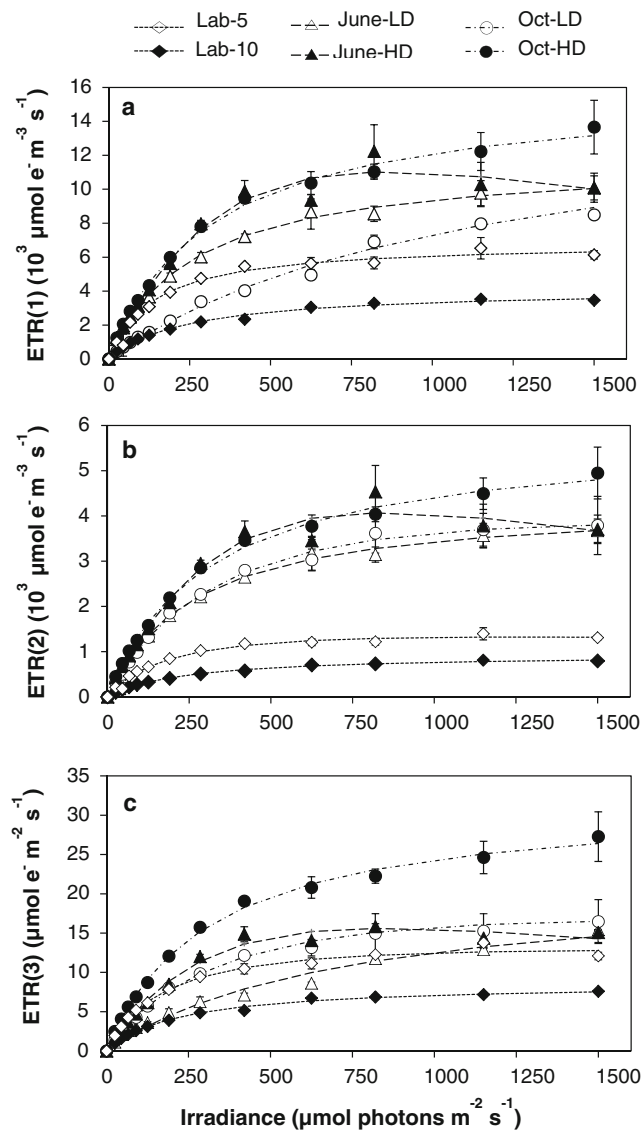 Lab-5 June-LD Oct-LD
Lab-10 June-HD Oct-HD
a
ETR(1) (10³ µmol e⁻ m⁻³ s⁻¹)
16
14
12
10
8
6
4
2
0
0 250 500 750 1000 1250 1500
b
ETR(2) (10³ µmol e⁻ m⁻³ s⁻¹)
6
5
4
3
2
1
0
0 250 500 750 1000 1250 1500
c
ETR(3) (µmol e⁻ m⁻² s⁻¹)
35
30
25
20
15
10
5
0
0 250 500 750 1000 1250 1500
Irradiance (µmol photons m⁻² s⁻¹)